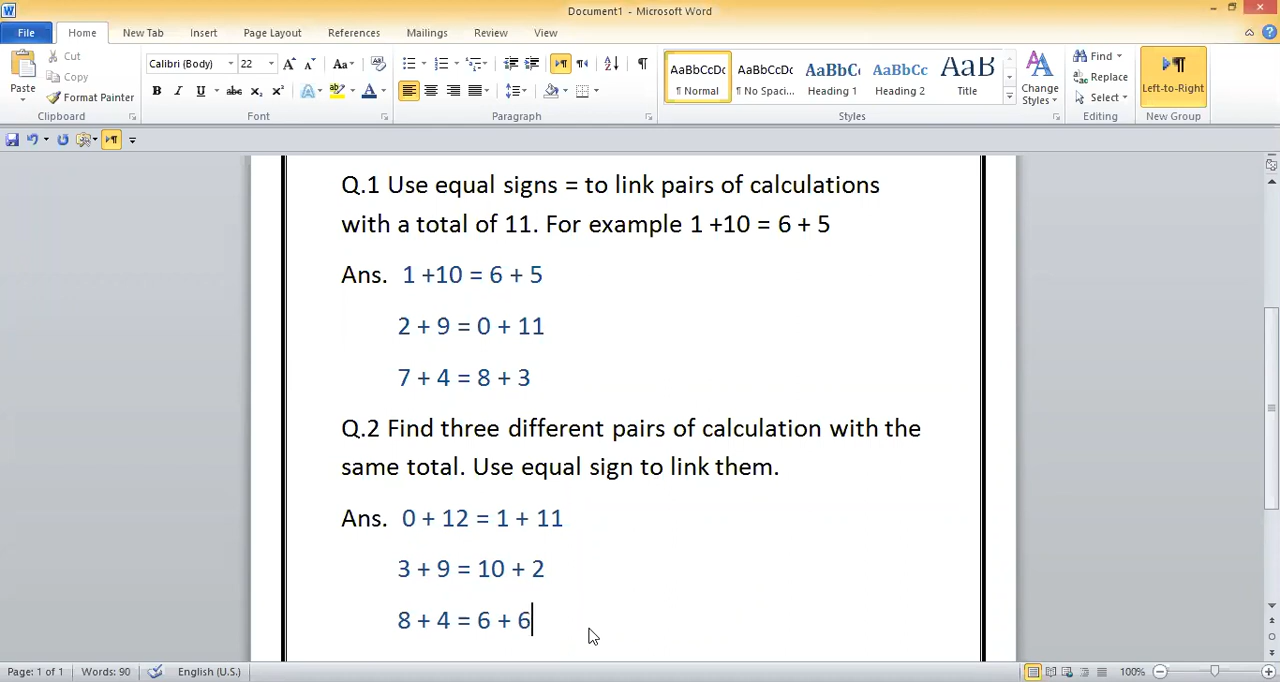 Document1 - Microsoft Word
File Home New Tab Insert Page Layout References Mailings Review View
Paste
Cut
Copy
Format Painter
Clipboard
Calibri (Body) 22
Font
Paragraph
AaBbCcDc AaBbCcDc AaBbC AaBbCc AaB
¶ Normal ¶ No Spaci... Heading 1 Heading 2 Title
Change
Styles
Styles
Find
Replace
Select
Editing
Left-to-Right
New Group
Q.1 Use equal signs = to link pairs of calculations
with a total of 11. For example 1 +10 = 6 + 5
Ans. 1 +10 = 6 + 5
2 + 9 = 0 + 11
7 + 4 = 8 + 3
Q.2 Find three different pairs of calculation with the
same total. Use equal sign to link them.
Ans. 0 + 12 = 1 + 11
3 + 9 = 10 + 2
8 + 4 = 6 + 6
Page: 1 of 1 Words: 90 English (U.S.) 100%